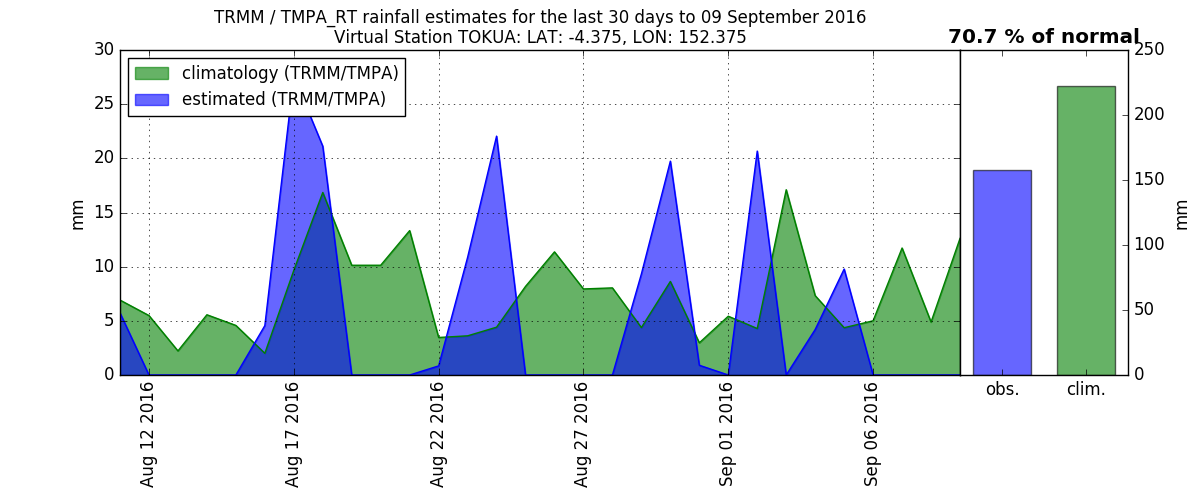 TRMM / TMPA_RT rainfall estimates for the last 30 days to 09 September 2016
Virtual Station TOKUA: LAT: -4.375, LON: 152.375
70.7 % of normal
climatology (TRMM/TMPA)
estimated (TRMM/TMPA)
30
25
20
15
10
5
0
mm
Aug 12 2016
Aug 17 2016
Aug 22 2016
Aug 27 2016
Sep 01 2016
Sep 06 2016
250
200
150
100
50
0
mm
obs.
clim.